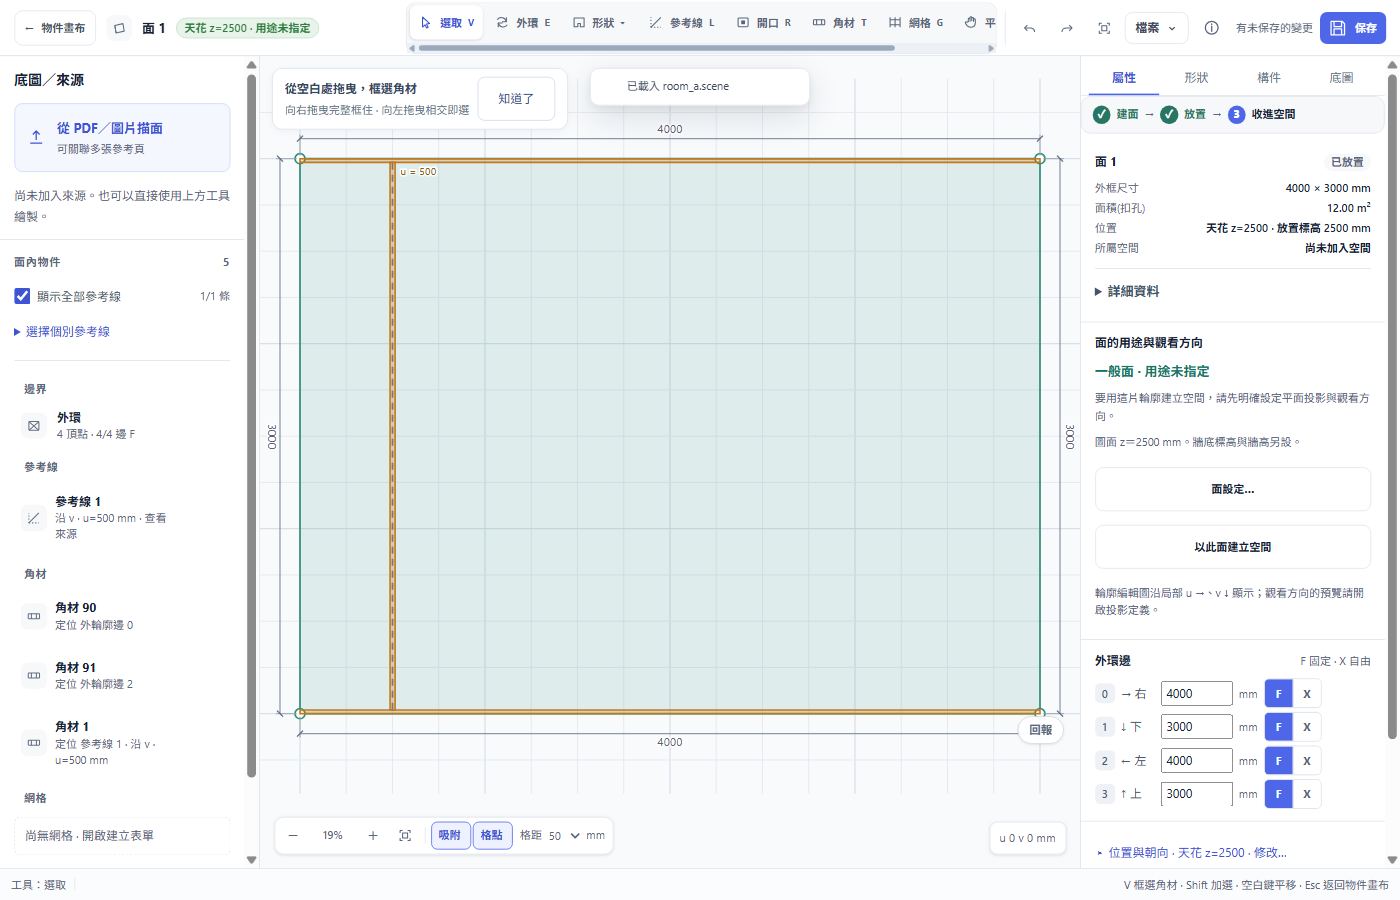 ← 物件畫布
面 1
天花 z=2500 · 用途未指定
選取 V
外環 E
形狀
參考線 L
開口 R
角材 T
網格 G
平
檔案
有未保存的變更
保存
底圖／來源
從 PDF／圖片描面
可關聯多張參考頁
尚未加入來源。也可以直接使用上方工具
繪製。
面內物件
5
顯示全部參考線
1/1 條
選擇個別參考線
邊界
外環
4 頂點 · 4/4 邊 F
參考線
參考線 1
沿 v · u=500 mm · 查看
來源
角材
角材 90
定位 外輪廓邊 0
角材 91
定位 外輪廓邊 2
角材 1
定位 參考線 1 · 沿 v ·
u=500 mm
網格
尚無網格 · 開啟建立表單
從空白處拖曳，框選角材
向右拖曳完整框住 · 向左拖曳相交即選
知道了
已載入 room_a.scene
4000
u = 500
3000
3000
4000
回報
− 19% +
吸附
格點
格距 50 mm
u 0 v 0 mm
屬性
形狀
構件
底圖
建面 → 放置 → 3 收進空間
面 1
已放置
外框尺寸
4000 × 3000 mm
面積(扣孔)
12.00 m²
位置
天花 z=2500 · 放置標高 2500 mm
所屬空間
尚未加入空間
詳細資料
面的用途與觀看方向
一般面 · 用途未指定
要用這片輪廓建立空間，請先明確設定平面投影與觀看方
向。
圖面 z=2500 mm。牆底標高與牆高另設。
面設定...
以此面建立空間
輪廓編輯圖沿局部 u →、v ↓ 顯示；觀看方向的預覽請開
啟投影定義。
外環邊
F 固定 · X 自由
0 → 右 4000 mm F X
1 ↓ 下 3000 mm F X
2 ← 左 4000 mm F X
3 ↑ 上 3000 mm F X
位置與朝向 · 天花 z=2500 · 修改...
工具：選取
V 框選角材 · Shift 加選 · 空白鍵平移 · Esc 返回物件畫布